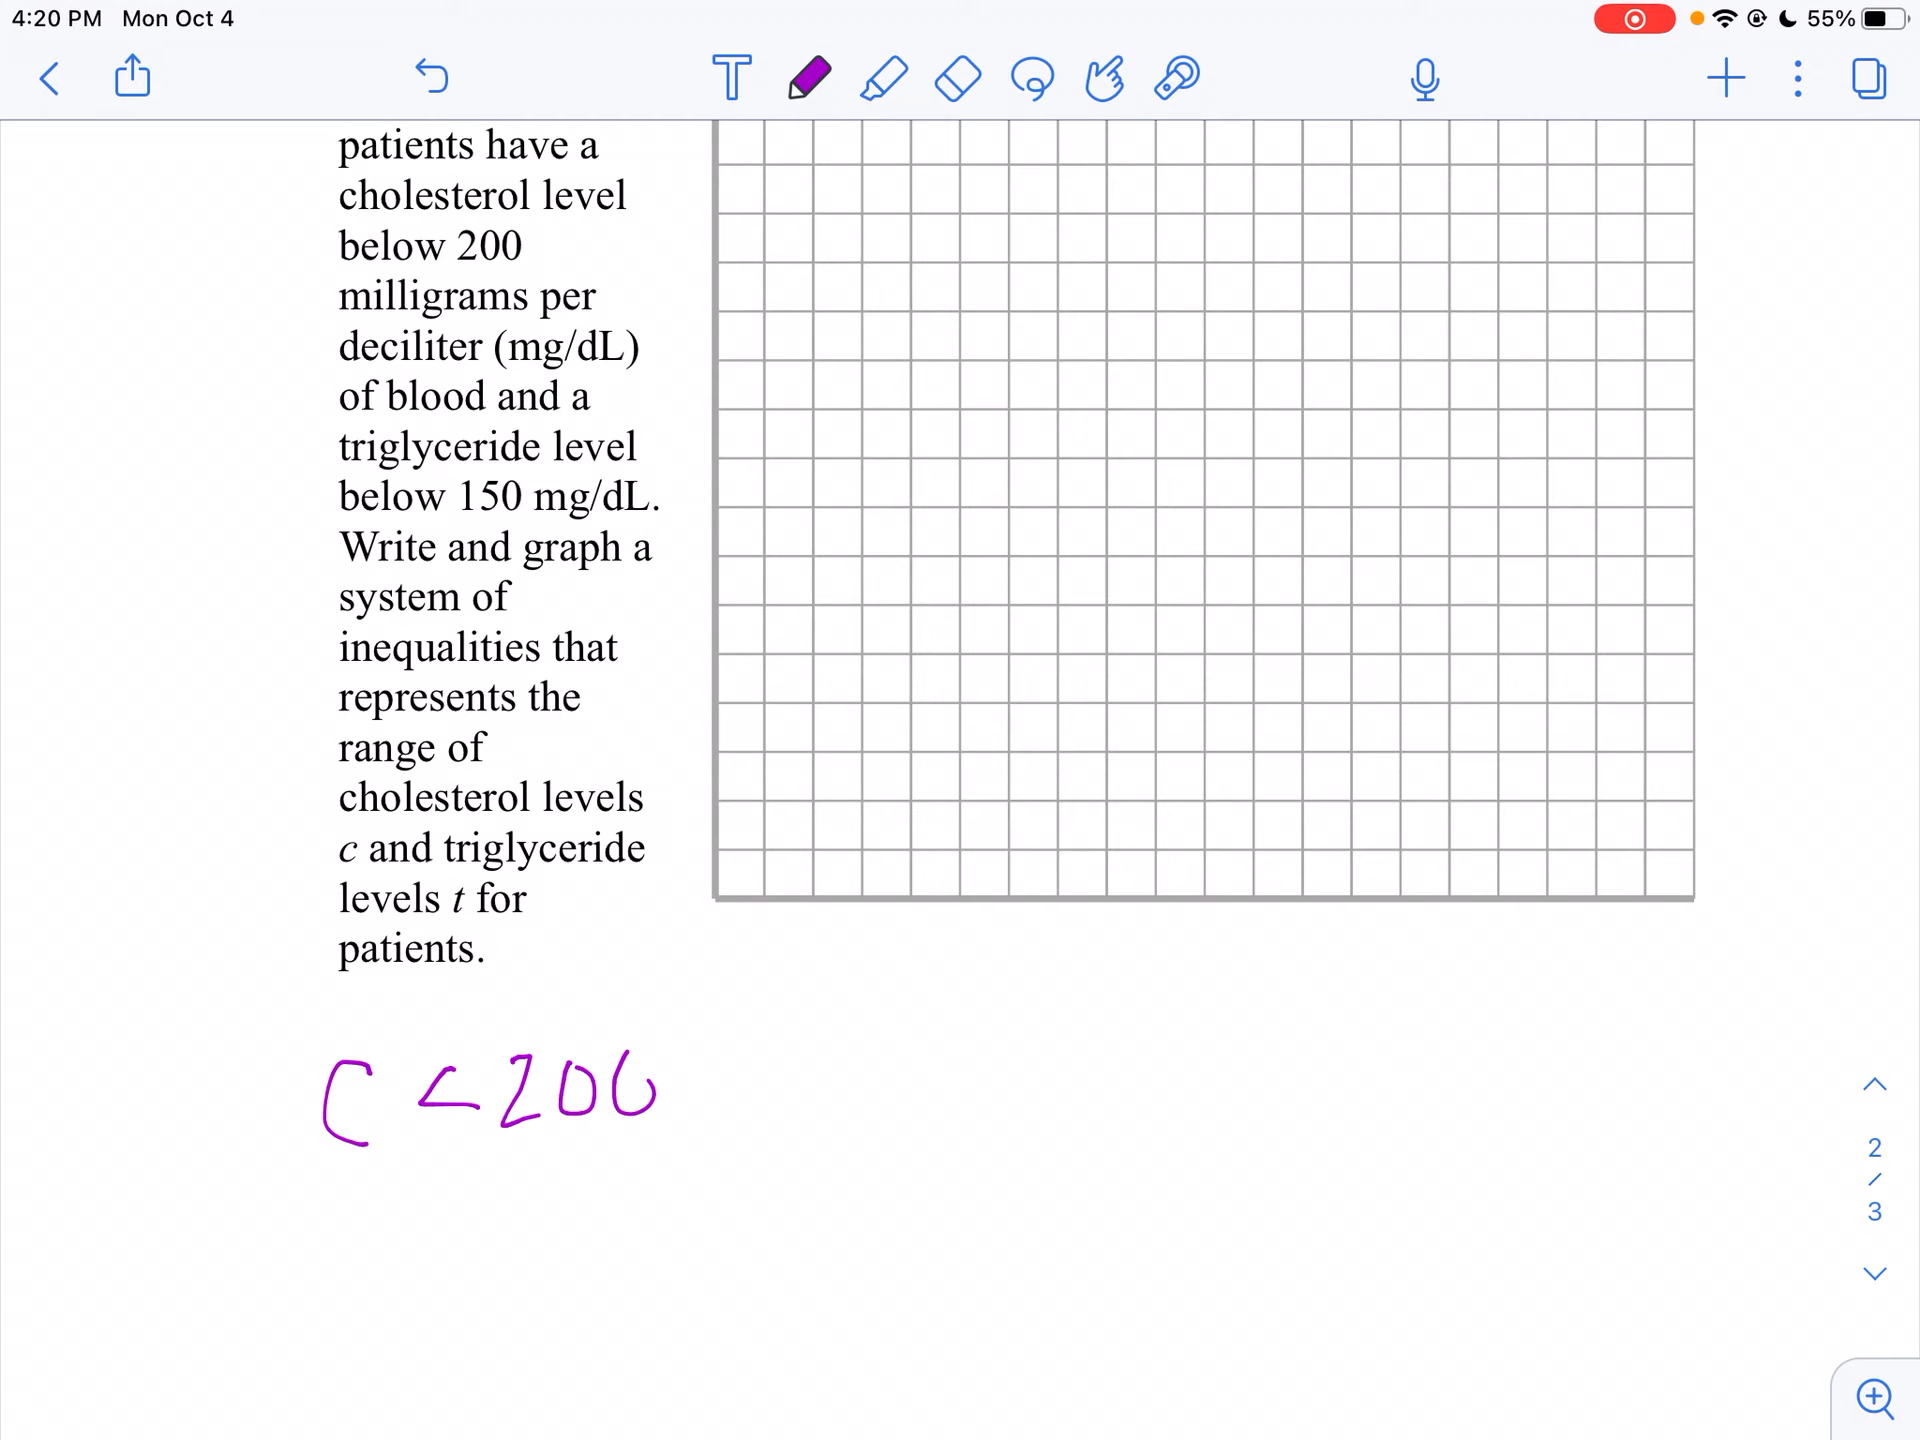 4:20 PM Mon Oct 4
55%
T
patients have a
cholesterol level
below 200
milligrams per
deciliter (mg/dL)
of blood and a
triglyceride level
below 150 mg/dL.
Write and graph a
system of
inequalities that
represents the
range of
cholesterol levels
c and triglyceride
levels t for
patients.
C < 200
2
/
3